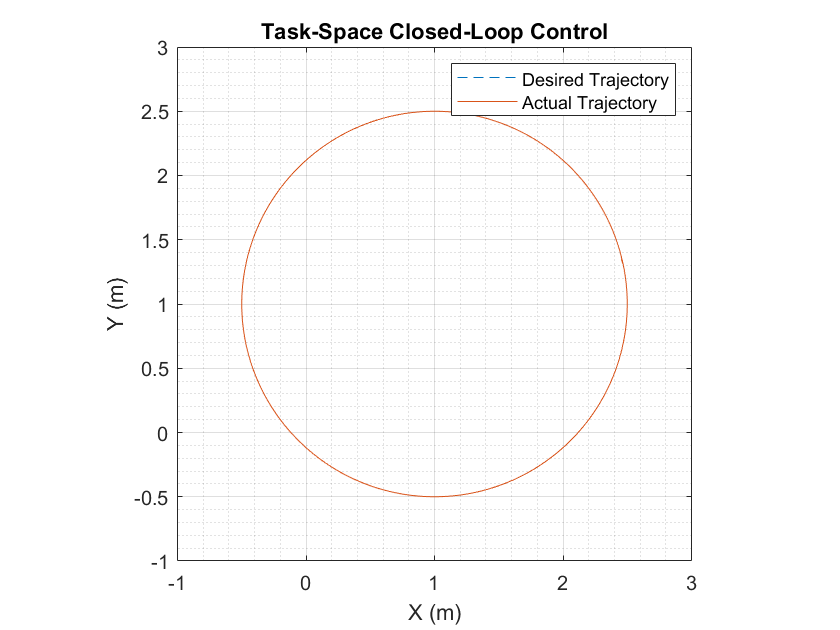 Task-Space Closed-Loop Control
3
Desired Trajectory
Actual Trajectory
2.5
2
1.5
1
0.5
0
-0.5
-1
Y (m)
-1
0
1
2
3
X (m)